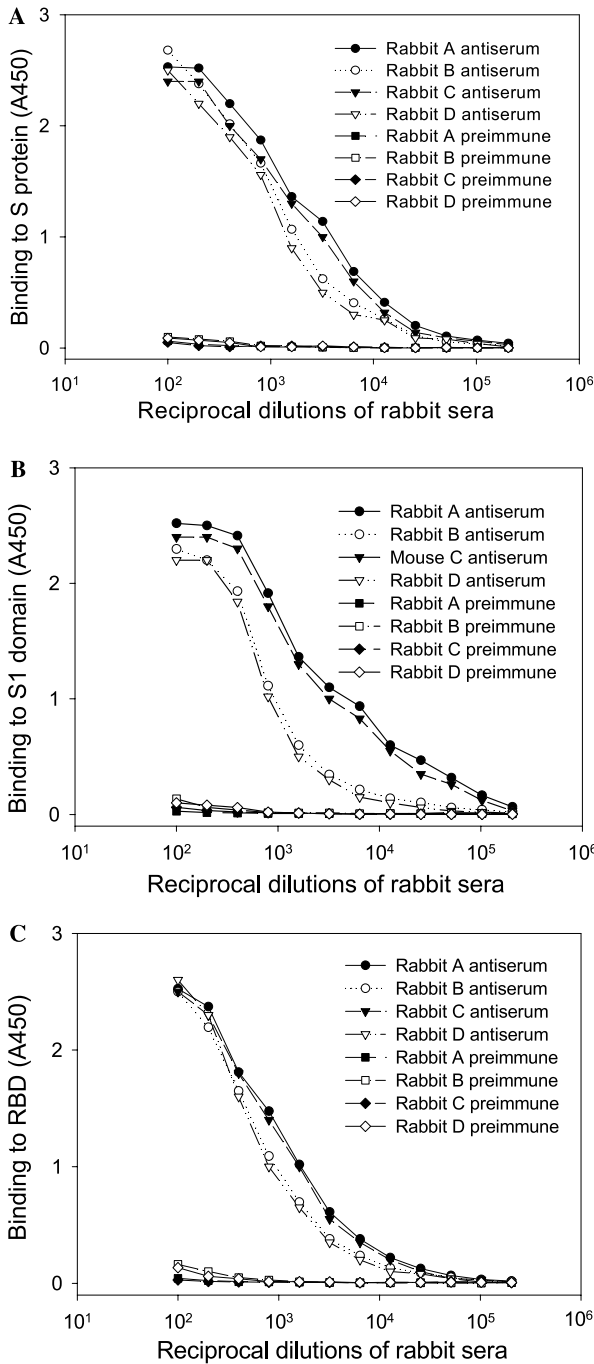 A
Binding to S protein (A450)
3
2
1
0
Rabbit A antiserum
Rabbit B antiserum
Rabbit C antiserum
Rabbit D antiserum
Rabbit A preimmune
Rabbit B preimmune
Rabbit C preimmune
Rabbit D preimmune
10¹ 10² 10³ 10⁴ 10⁵ 10⁶
Reciprocal dilutions of rabbit sera
B
Binding to S1 domain (A450)
3
2
1
0
Rabbit A antiserum
Rabbit B antiserum
Mouse C antiserum
Rabbit D antiserum
Rabbit A preimmune
Rabbit B preimmune
Rabbit C preimmune
Rabbit D preimmune
10¹ 10² 10³ 10⁴ 10⁵ 10⁶
Reciprocal dilutions of rabbit sera
C
Binding to RBD (A450)
3
2
1
0
Rabbit A antiserum
Rabbit B antiserum
Rabbit C antiserum
Rabbit D antiserum
Rabbit A preimmune
Rabbit B preimmune
Rabbit C preimmune
Rabbit D preimmune
10¹ 10² 10³ 10⁴ 10⁵ 10⁶
Reciprocal dilutions of rabbit sera